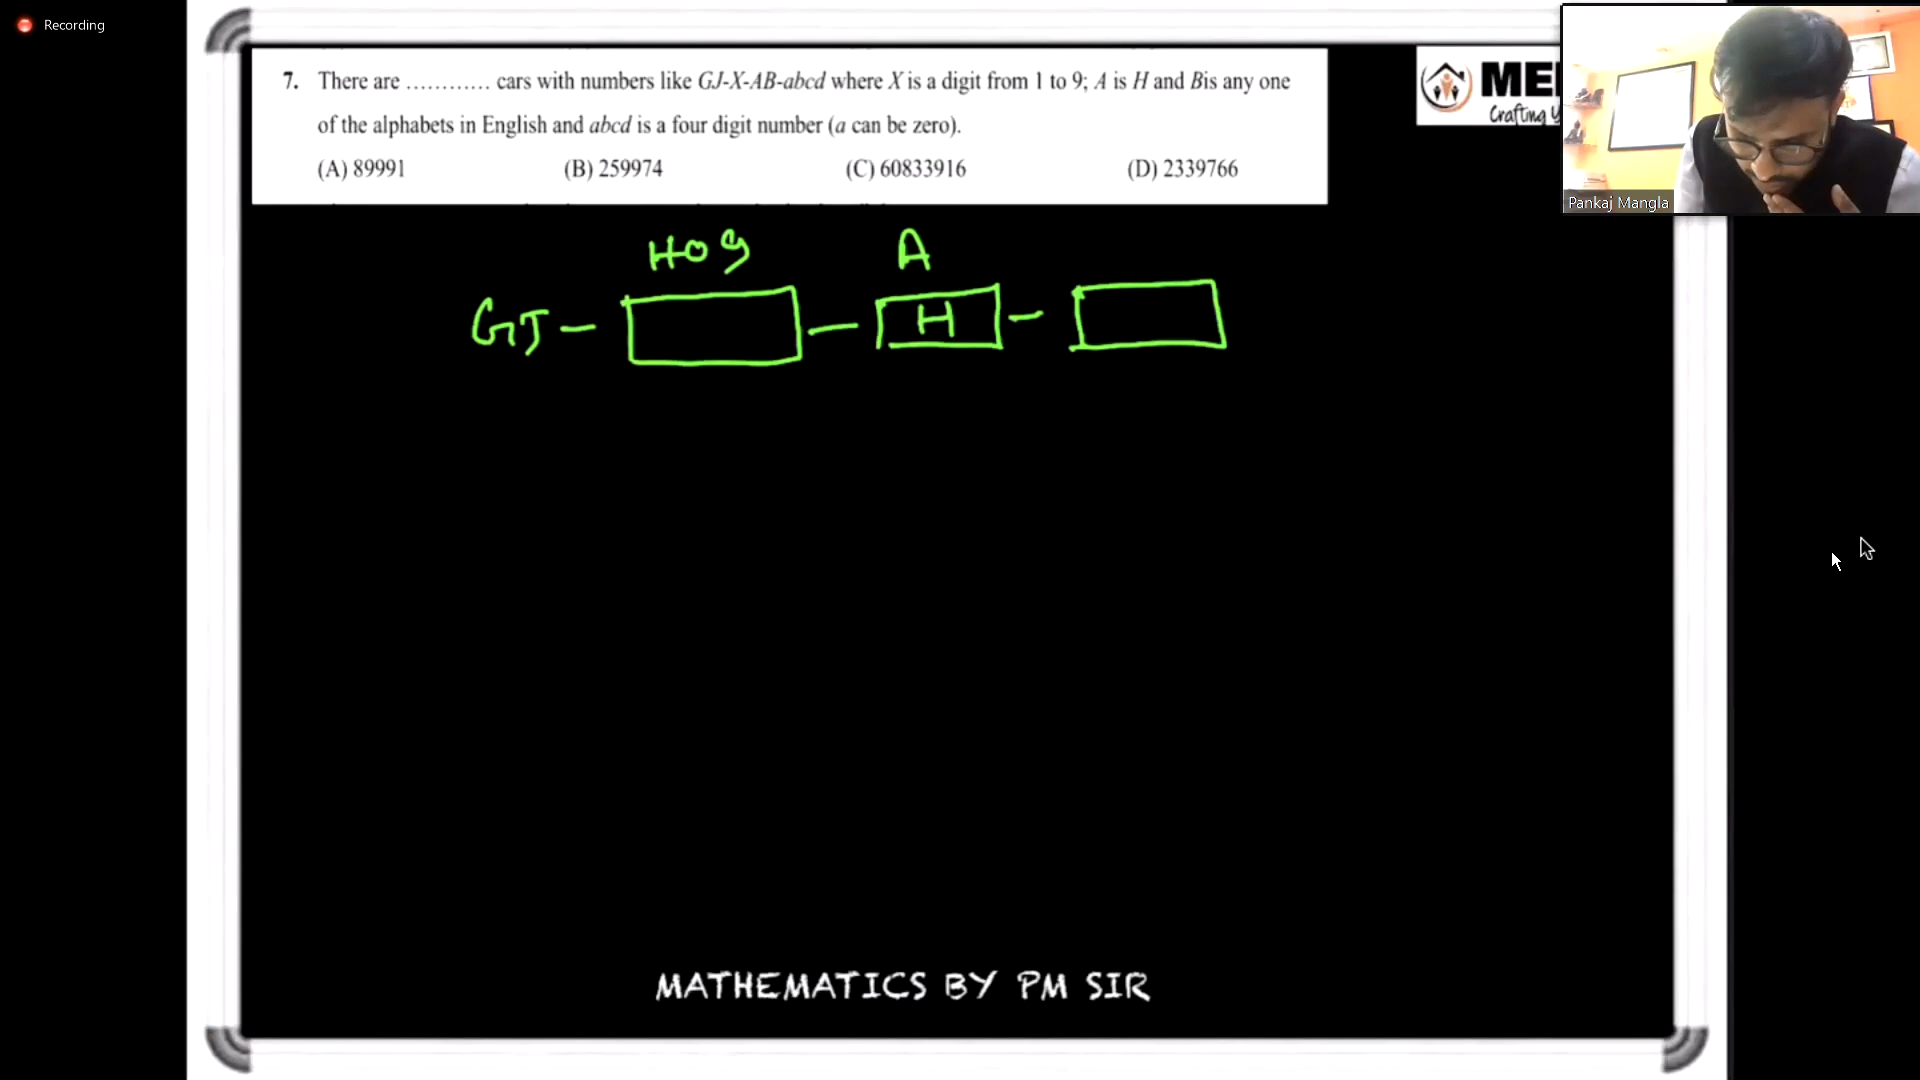 Recording
7. There are ............ cars with numbers like GJ-X-AB-abcd where X is a digit from 1 to 9; A is H and Bis any one
of the alphabets in English and abcd is a four digit number (a can be zero).
(A) 89991 (B) 259974 (C) 60833916 (D) 2339766
ME
Crafting Y
Pankaj Mangla
1to 9 A
GJ - - H -
MATHEMATICS BY PM SIR